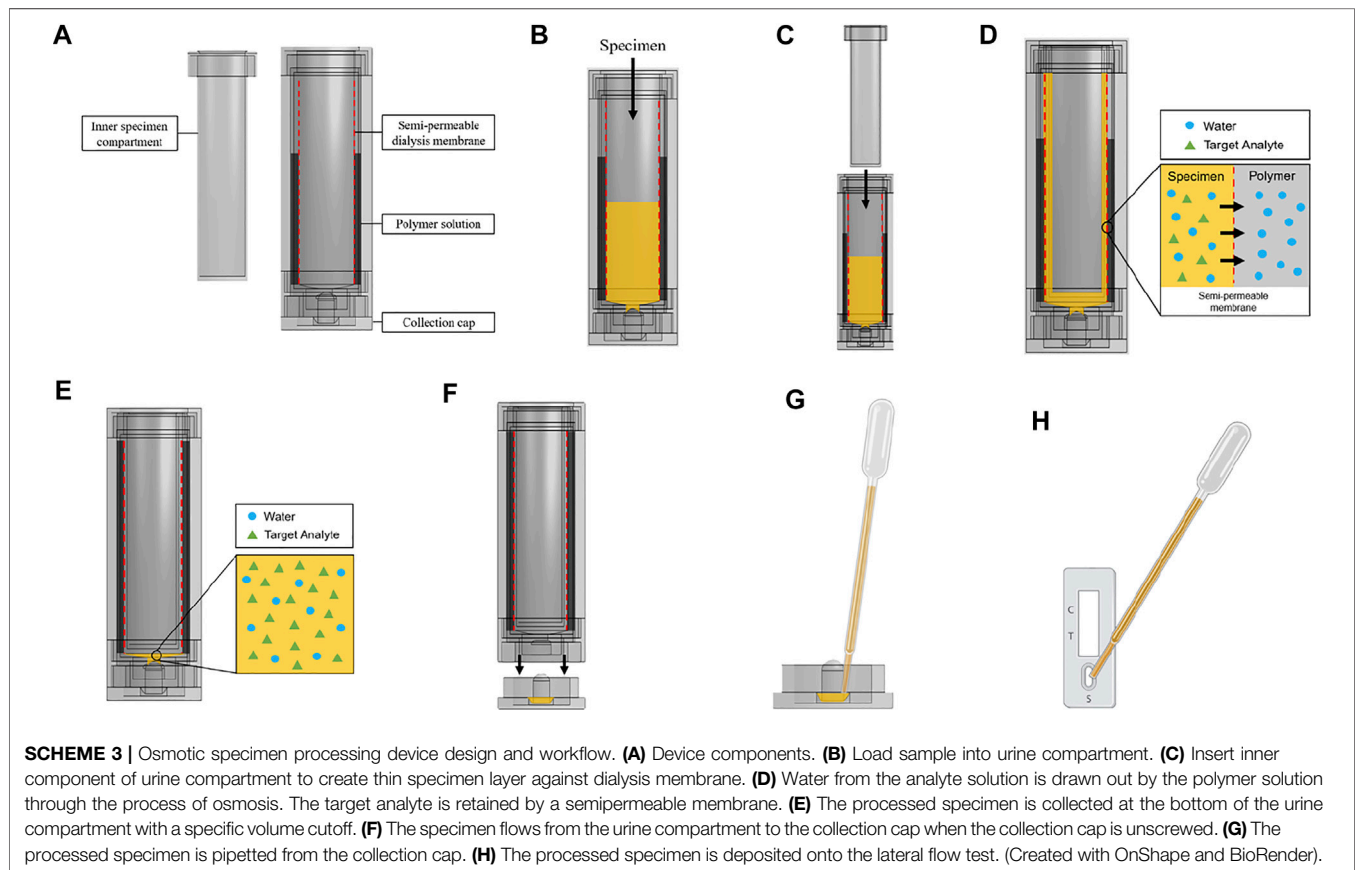 A
B
C
D
Specimen
Inner specimen
compartment
Semi-permeable
dialysis membrane
Polymer solution
Collection cap
Water
Target Analyte
Specimen
Polymer
Semi-permeable
membrane
E
F
G
H
Water
Target Analyte
C
T
S
SCHEME 3 | Osmotic specimen processing device design and workflow. (A) Device components. (B) Load sample into urine compartment. (C) Insert inner
component of urine compartment to create thin specimen layer against dialysis membrane. (D) Water from the analyte solution is drawn out by the polymer solution
through the process of osmosis. The target analyte is retained by a semipermeable membrane. (E) The processed specimen is collected at the bottom of the urine
compartment with a specific volume cutoff. (F) The specimen flows from the urine compartment to the collection cap when the collection cap is unscrewed. (G) The
processed specimen is pipetted from the collection cap. (H) The processed specimen is deposited onto the lateral flow test. (Created with OnShape and BioRender).